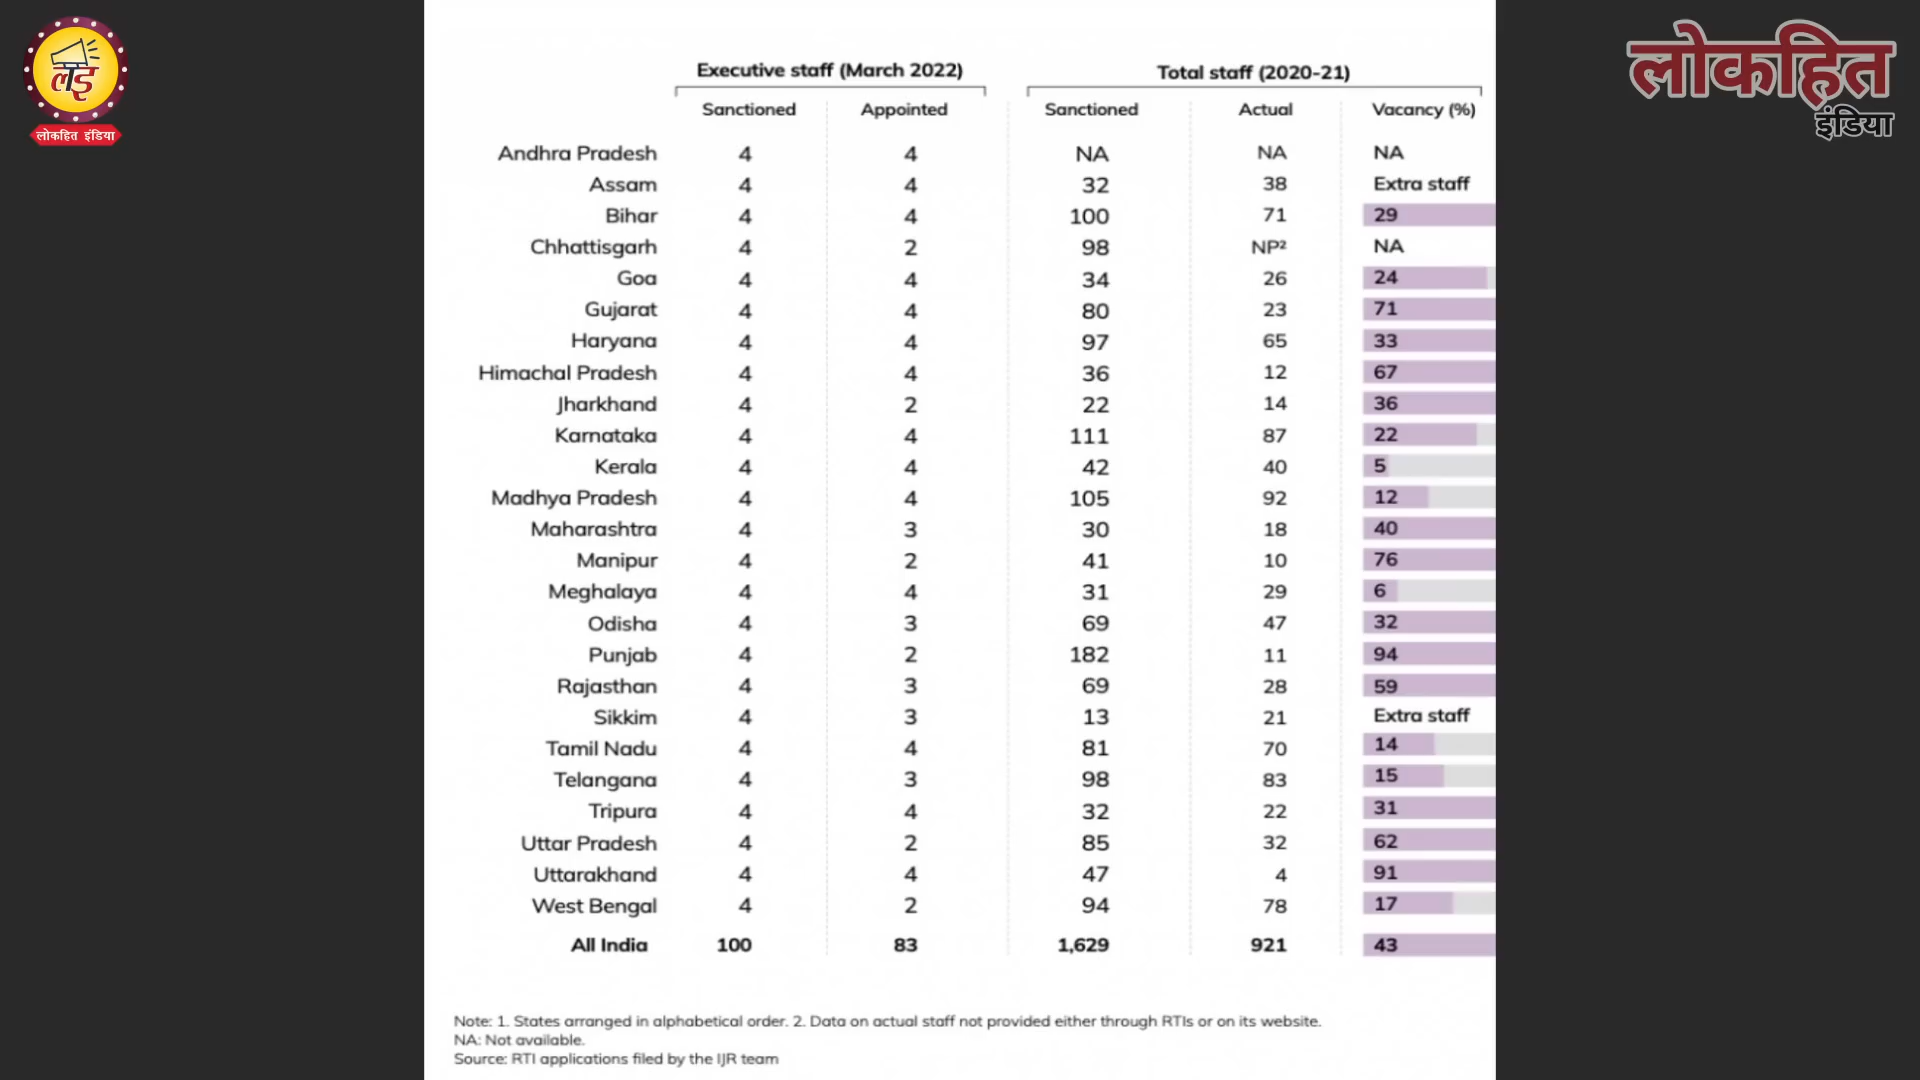 लई
लोकहित इंडिया
लोकहित
इंडिया
Executive staff (March 2022) Total staff (2020-21)
Sanctioned Appointed Sanctioned Actual Vacancy (%)
Andhra Pradesh 4 4 NA NA NA
Assam 4 4 32 38 Extra staff
Bihar 4 4 100 71 29
Chhattisgarh 4 2 98 NP² NA
Goa 4 4 34 26 24
Gujarat 4 4 80 23 71
Haryana 4 4 97 65 33
Himachal Pradesh 4 4 36 12 67
Jharkhand 4 2 22 14 36
Karnataka 4 4 111 87 22
Kerala 4 4 42 40 5
Madhya Pradesh 4 4 105 92 12
Maharashtra 4 3 30 18 40
Manipur 4 2 41 10 76
Meghalaya 4 4 31 29 6
Odisha 4 3 69 47 32
Punjab 4 2 182 11 94
Rajasthan 4 3 69 28 59
Sikkim 4 3 13 21 Extra staff
Tamil Nadu 4 4 81 70 14
Telangana 4 3 98 83 15
Tripura 4 4 32 22 31
Uttar Pradesh 4 2 85 32 62
Uttarakhand 4 4 47 4 91
West Bengal 4 2 94 78 17
All India 100 83 1,629 921 43
Note: 1. States arranged in alphabetical order. 2. Data on actual staff not provided either through RTIs or on its website.
NA: Not available.
Source: RTI applications filed by the IJR team